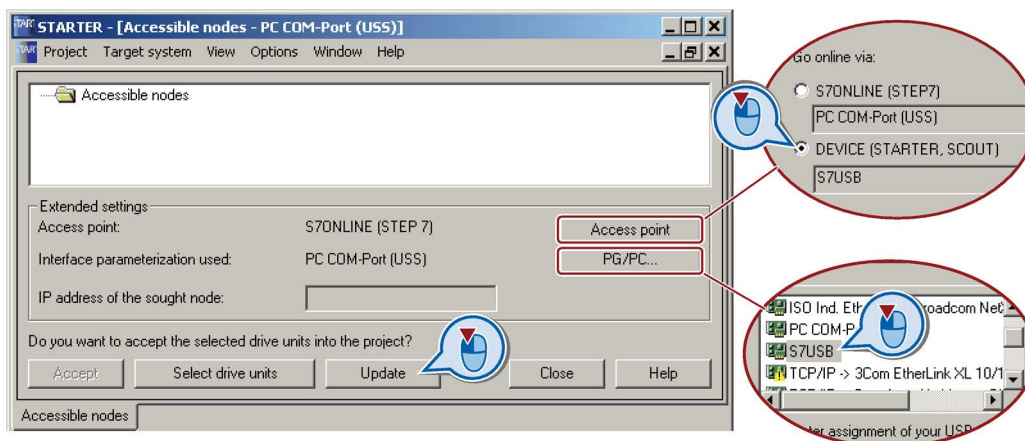 STARTER - [Accessible nodes - PC COM-Port (USS)]
Project Target system View Options Window Help
Accessible nodes
Extended settings
Access point: S7ONLINE (STEP 7) Access point
Interface parameterization used: PC COM-Port (USS) PG/PC...
IP address of the sought node:
Do you want to accept the selected drive units into the project?
Accept Select drive units Update Close Help
Accessible nodes
Go online via:
S7ONLINE (STEP7)
PC COM-Port (USS)
DEVICE (STARTER, SCOUT)
S7USB
ISO Ind.
PC
S7USB
TCP/IP -> 3Com EtherLink XL
assignment of your